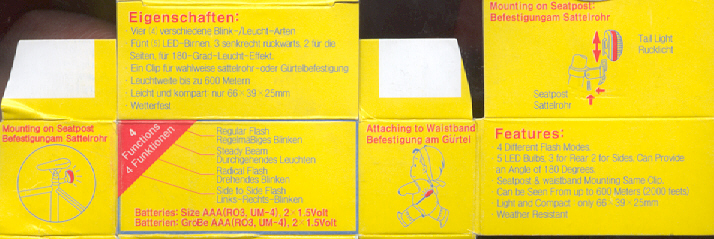 Eigenschaften:
Vier (4) verschiedene Blink-/Leucht-Arten
Fünf (5) LED-Birnen, 3 senkrecht ruckwarts, 2 für die
Seiten, für 180-Grad-Leucht-Effekt.
Ein Clip für wahlweise sattelrohr-oder Gürtelbefestigung
Leuchtweite bis zu 600 Metern
Leicht und kompart nur 66×39×25mm
Wetterfest
Mounting on Seatpost:
Befestigungam Sattelrohr
Tail Light
Rücklicht
Seatpost
Sattelrohr
Mounting on Seatpost
Befestigungam Sattelrohr
4
Functions
4 Funktionen
Regular Flash
Regelmaßiges Blinken
Steady Beam
Durchgehendes Leuchten
Radical Flash
Drehendes Blinken
Side to Side Flash
Links-Rechts-Blinken
Batteries: Size AAA(RO3, UM-4), 2×1.5Volt
Batterien: Große AAA(RO3, UM-4), 2×1.5Volt
Attaching to Waistband
Befestigung am Gürtel
Features:
4 Different Flash Modes.
5 LED Bulbs, 3 for Rear 2 for Sides, Can Provide
an Angle of 180 Degrees.
Seatpost & waistband Mounting Same Clip.
Can be Seen From up to 600 Meters (2000 feets)
Light and Compact - only 66×39×25mm
Weather Resistant